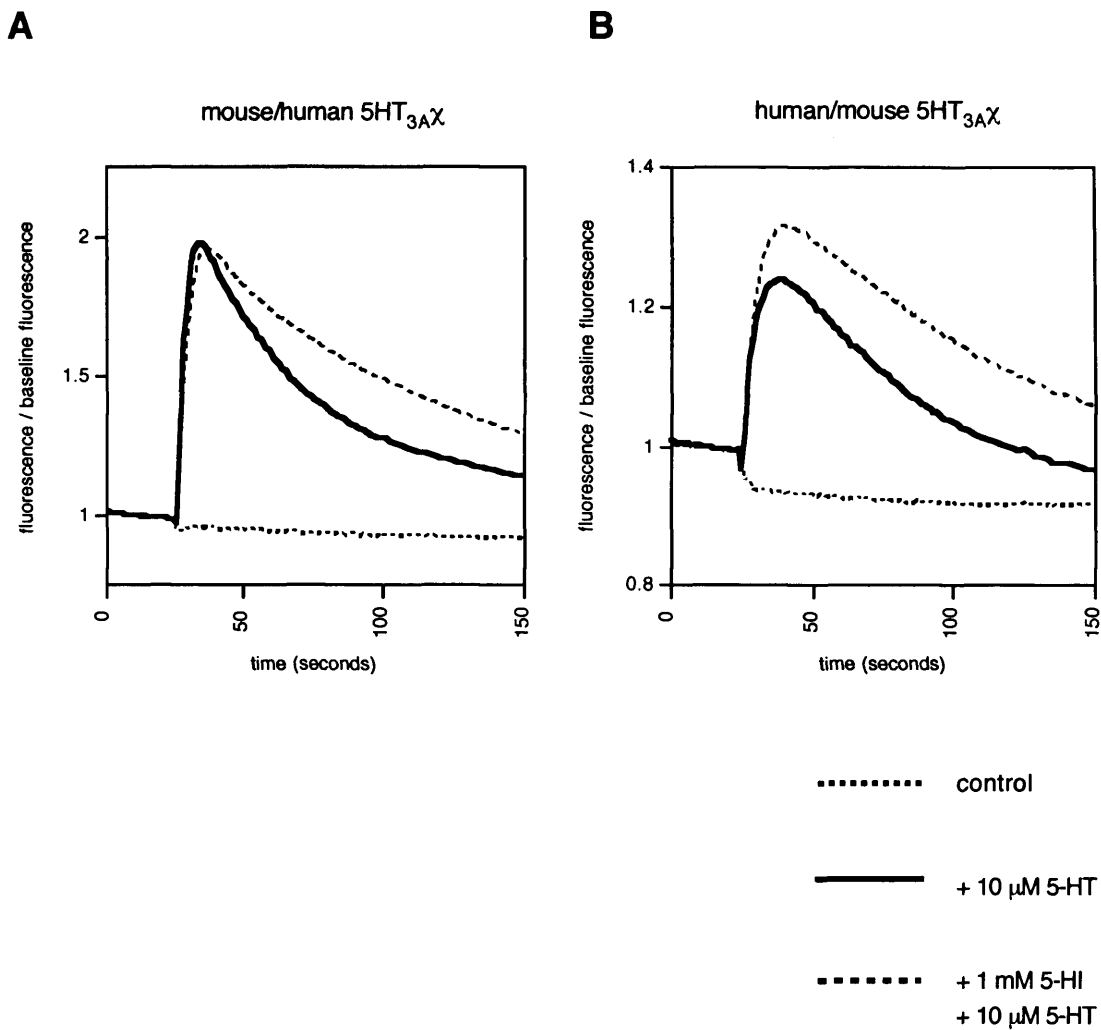 A
B
mouse/human 5HT3Aχ
human/mouse 5HT3Aχ
fluorescence / baseline fluorescence
2
1.5
1
0
50
100
150
time (seconds)
fluorescence / baseline fluorescence
1.4
1.2
1
0.8
0
50
100
150
time (seconds)
control
+ 10 μM 5-HT
+ 1 mM 5-HI
+ 10 μM 5-HT